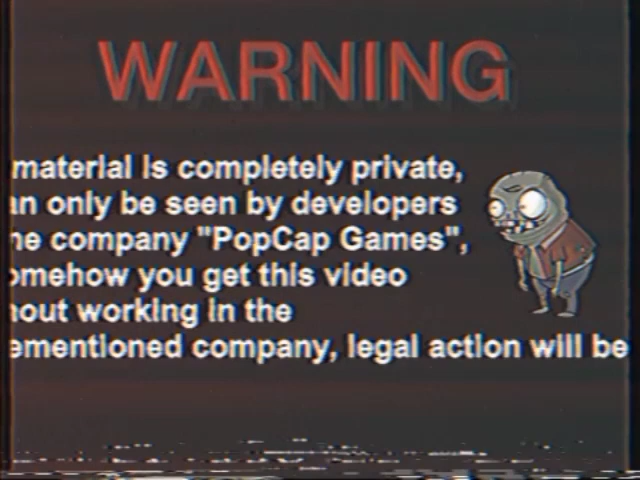 WARNING
material is completely private,
an only be seen by developers
he company "PopCap Games",
omehow you get this video
hout working in the
ementioned company, legal action will be